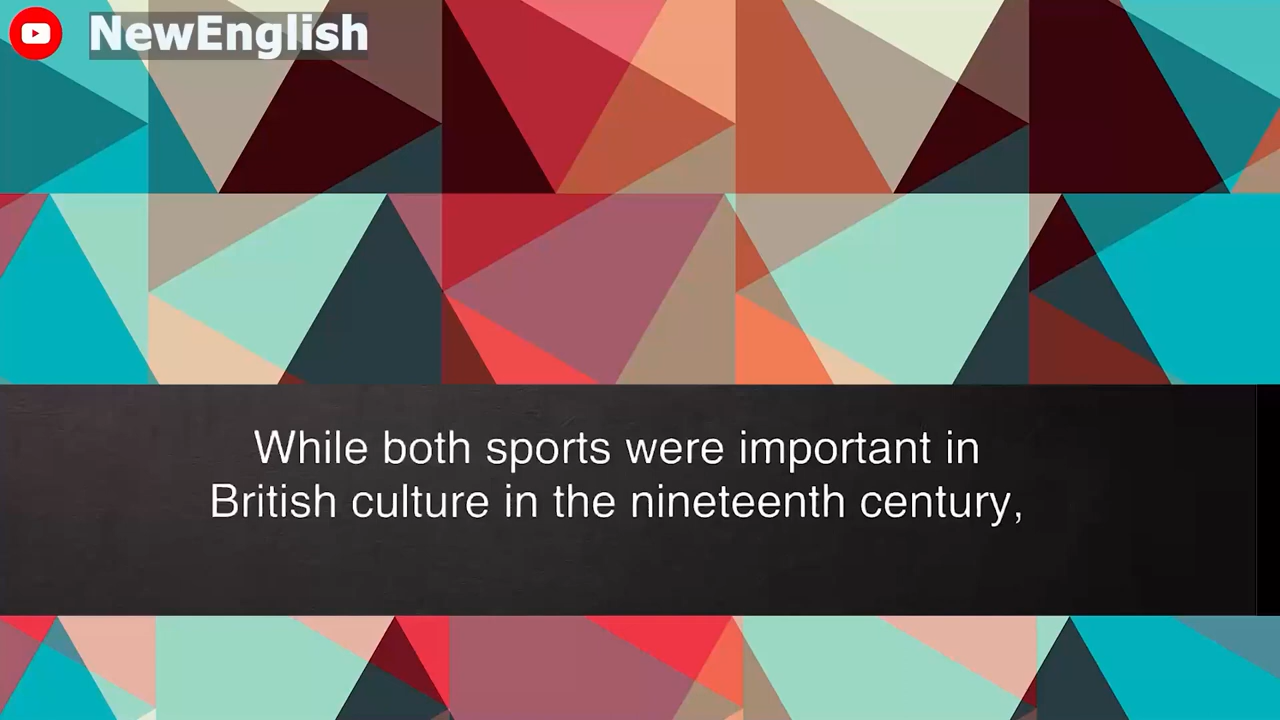 NewEnglish
While both sports were important in
British culture in the nineteenth century,